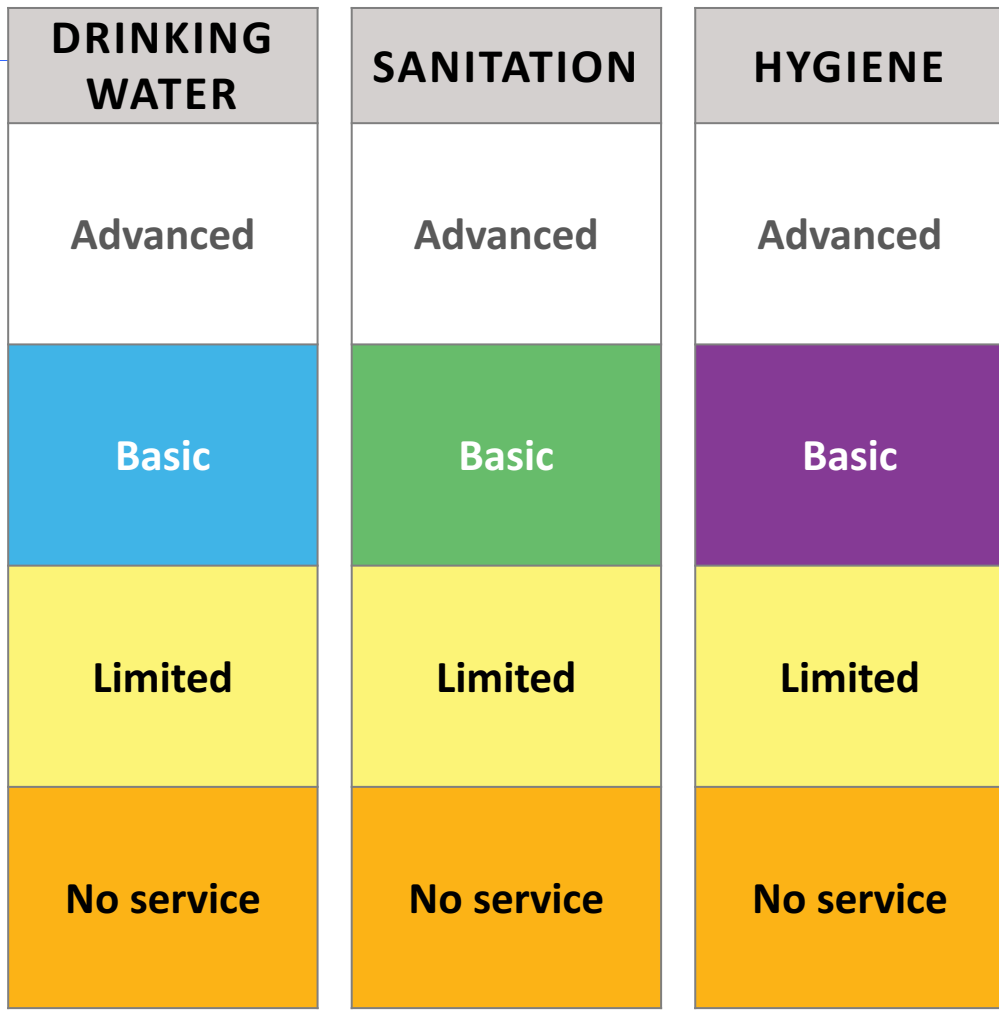 DRINKING
WATER
SANITATION
HYGIENE
Advanced
Advanced
Advanced
Basic
Basic
Basic
Limited
Limited
Limited
No service
No service
No service